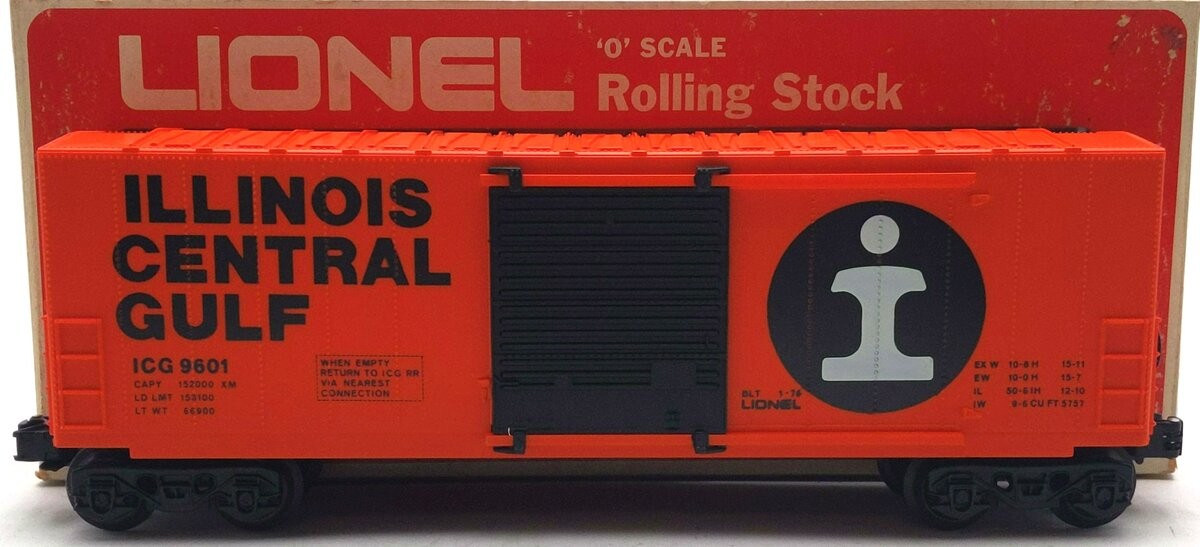 LIONEL
'O' SCALE
Rolling Stock
ILLINOIS
CENTRAL
GULF
ICG 9601
CAPY 152000 XM
LD LMT 153100
LT WT 66900
WHEN EMPTY
RETURN TO ICG RR
VIA NEAREST
CONNECTION
i
BLT 1-76
LIONEL
EX W 10-8 H 15-11
EW 10-0 H 15-7
IL 50-6 IH 12-10
IW 9-6 CU FT 5757